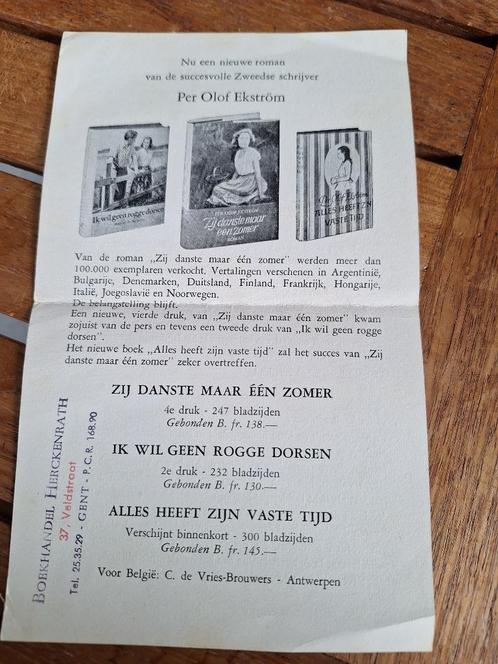 Nu een nieuwe roman
van de succesvolle Zweedse schrijver
Per Olof Ekström
Ik wil geen rogge dorsen
PER OLOF EKSTRÖM
Zij danste maar
één zomer
ROMAN
Per Olof Ekström
ALLES HEEFT ZIJN
VASTE TIJD
Van de roman „Zij danste maar één zomer” werden meer dan
100.000 exemplaren verkocht. Vertalingen verschenen in Argentinië,
Bulgarije, Denemarken, Duitsland, Finland, Frankrijk, Hongarije,
Italië, Joegoslavië en Noorwegen.
De belangstelling blijft.
Een nieuwe, vierde druk, van „Zij danste maar één zomer” kwam
zojuist van de pers en tevens een tweede druk van „Ik wil geen rogge
dorsen”.
Het nieuwe boek „Alles heeft zijn vaste tijd” zal het succes van „Zij
danste maar één zomer” zeker overtreffen.
ZIJ DANSTE MAAR ÉÉN ZOMER
4e druk - 247 bladzijden
Gebonden B. fr. 138.—
IK WIL GEEN ROGGE DORSEN
2e druk - 232 bladzijden
Gebonden B. fr. 130.—
ALLES HEEFT ZIJN VASTE TIJD
Verschijnt binnenkort - 300 bladzijden
Gebonden B. fr. 145.—
Voor België: C. de Vries-Brouwers - Antwerpen
BOEKHANDEL HERCKENRATH
37, Veldstraat
Tel. 25.35.29 - GENT - P.C.R. 168.90